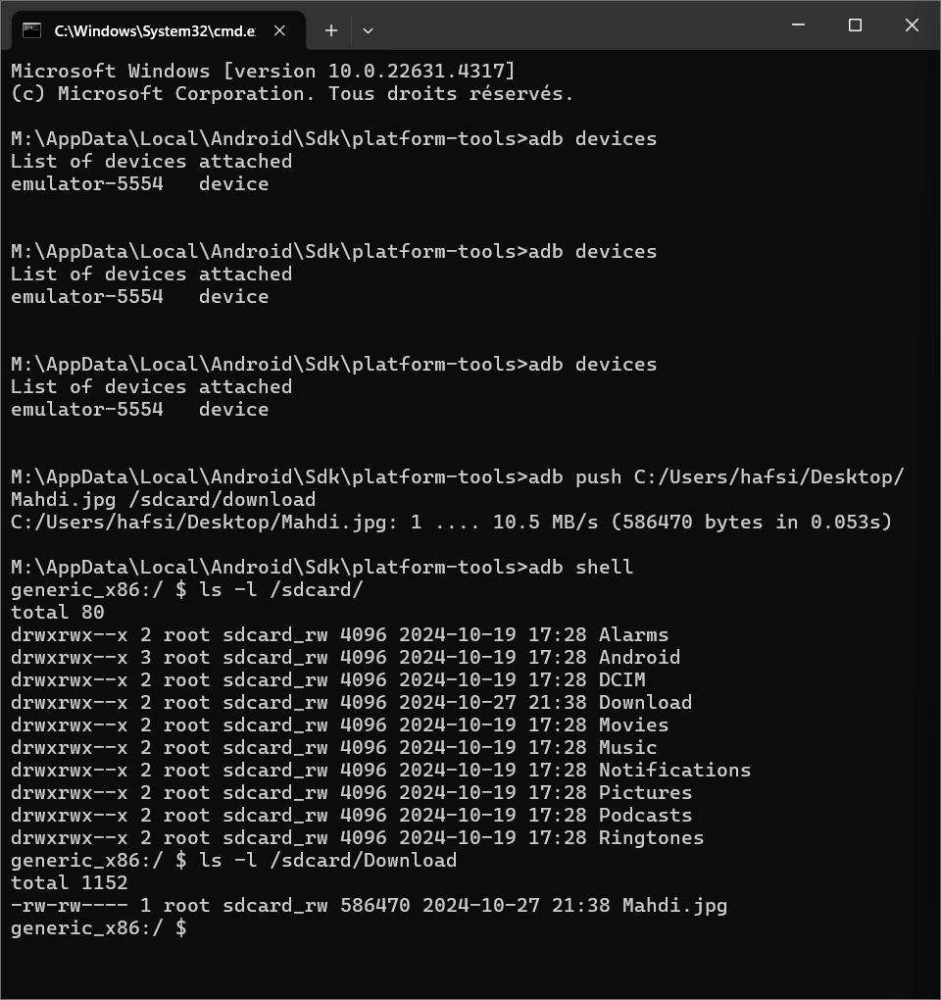 C:\Windows\System32\cmd.e
Microsoft Windows [version 10.0.22631.4317]
(c) Microsoft Corporation. Tous droits réservés.
M:\AppData\Local\Android\Sdk\platform-tools>adb devices
List of devices attached
emulator-5554   device
M:\AppData\Local\Android\Sdk\platform-tools>adb devices
List of devices attached
emulator-5554   device
M:\AppData\Local\Android\Sdk\platform-tools>adb devices
List of devices attached
emulator-5554   device
M:\AppData\Local\Android\Sdk\platform-tools>adb push C:/Users/hafsi/Desktop/
Mahdi.jpg /sdcard/download
C:/Users/hafsi/Desktop/Mahdi.jpg: 1 .... 10.5 MB/s (586470 bytes in 0.053s)
M:\AppData\Local\Android\Sdk\platform-tools>adb shell
generic_x86:/ $ ls -l /sdcard/
total 80
drwxrwx--x 2 root sdcard_rw 4096 2024-10-19 17:28 Alarms
drwxrwx--x 3 root sdcard_rw 4096 2024-10-19 17:28 Android
drwxrwx--x 2 root sdcard_rw 4096 2024-10-19 17:28 DCIM
drwxrwx--x 2 root sdcard_rw 4096 2024-10-27 21:38 Download
drwxrwx--x 2 root sdcard_rw 4096 2024-10-19 17:28 Movies
drwxrwx--x 2 root sdcard_rw 4096 2024-10-19 17:28 Music
drwxrwx--x 2 root sdcard_rw 4096 2024-10-19 17:28 Notifications
drwxrwx--x 2 root sdcard_rw 4096 2024-10-19 17:28 Pictures
drwxrwx--x 2 root sdcard_rw 4096 2024-10-19 17:28 Podcasts
drwxrwx--x 2 root sdcard_rw 4096 2024-10-19 17:28 Ringtones
generic_x86:/ $ ls -l /sdcard/Download
total 1152
-rw-rw---- 1 root sdcard_rw 586470 2024-10-27 21:38 Mahdi.jpg
generic_x86:/ $